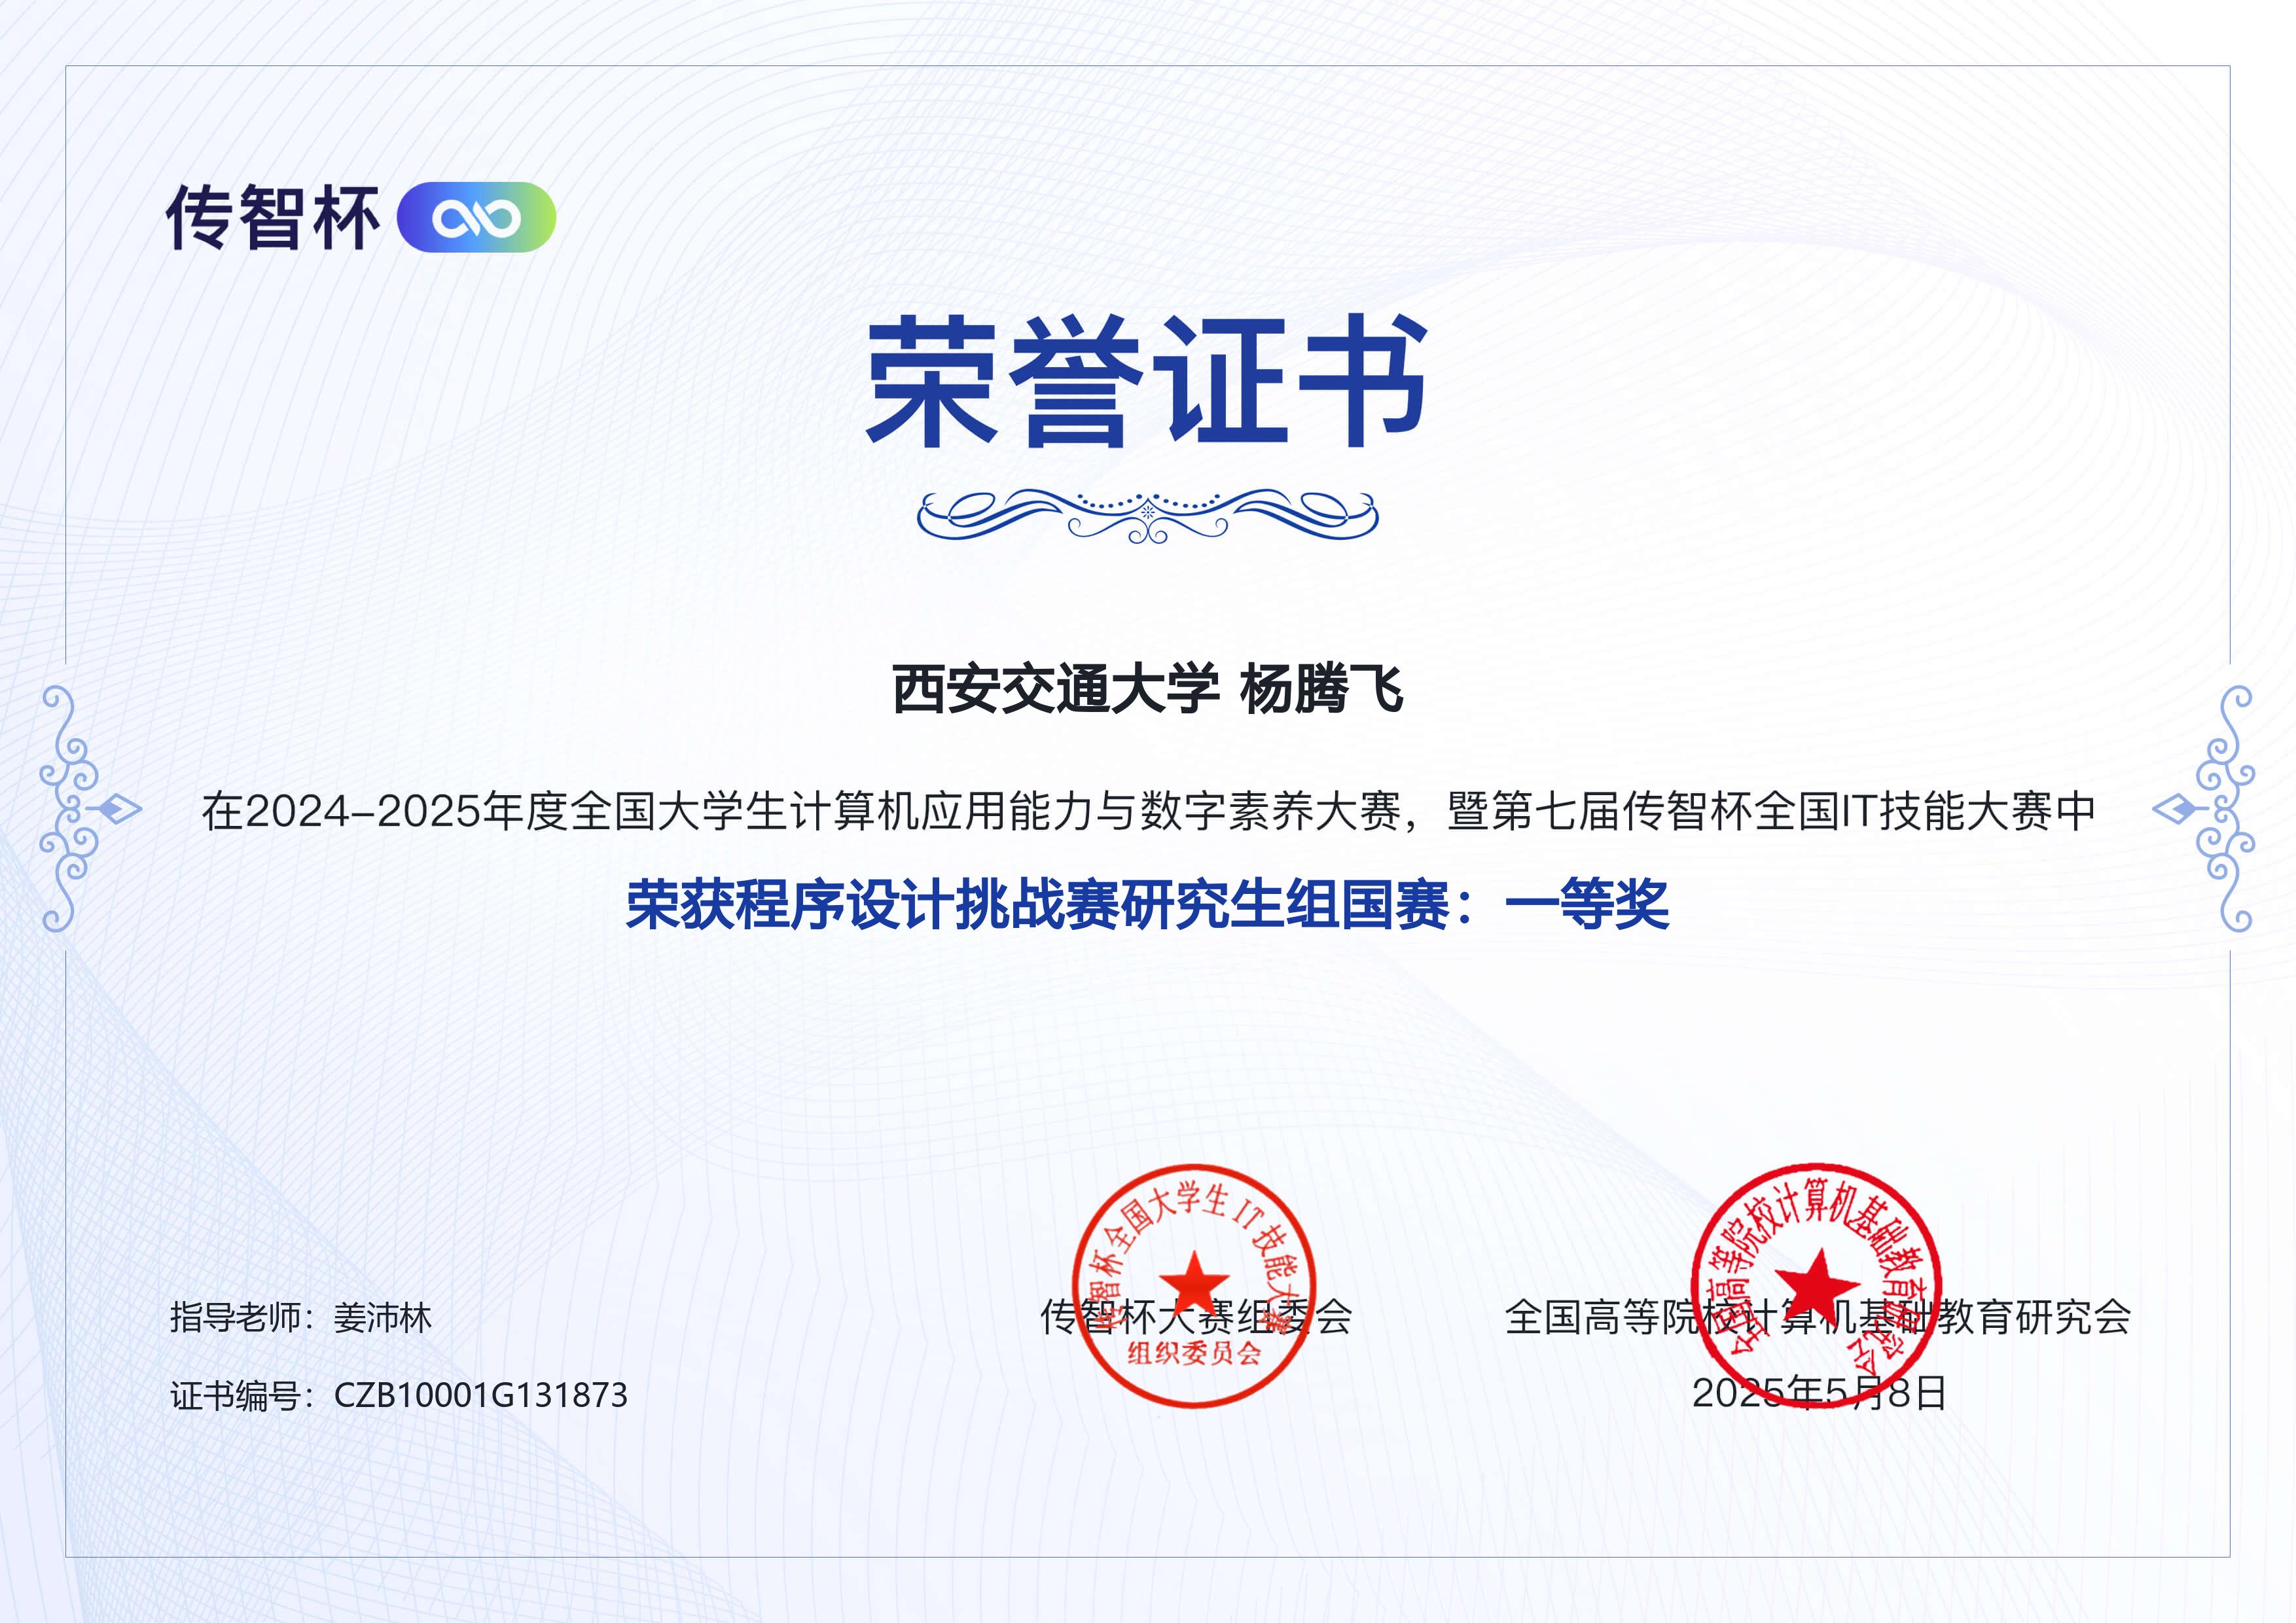 传智杯
荣誉证书
西安交通大学 杨腾飞
在2024-2025年度全国大学生计算机应用能力与数字素养大赛，暨第七届传智杯全国IT技能大赛中
荣获程序设计挑战赛研究生组国赛：一等奖
传智杯全国大学生IT技能大赛
组织委员会
全国高等院校计算机基础教育研究会
指导老师：姜沛林
传智杯大赛组委会
全国高等院校计算机基础教育研究会
证书编号：CZB10001G131873
2025年5月8日